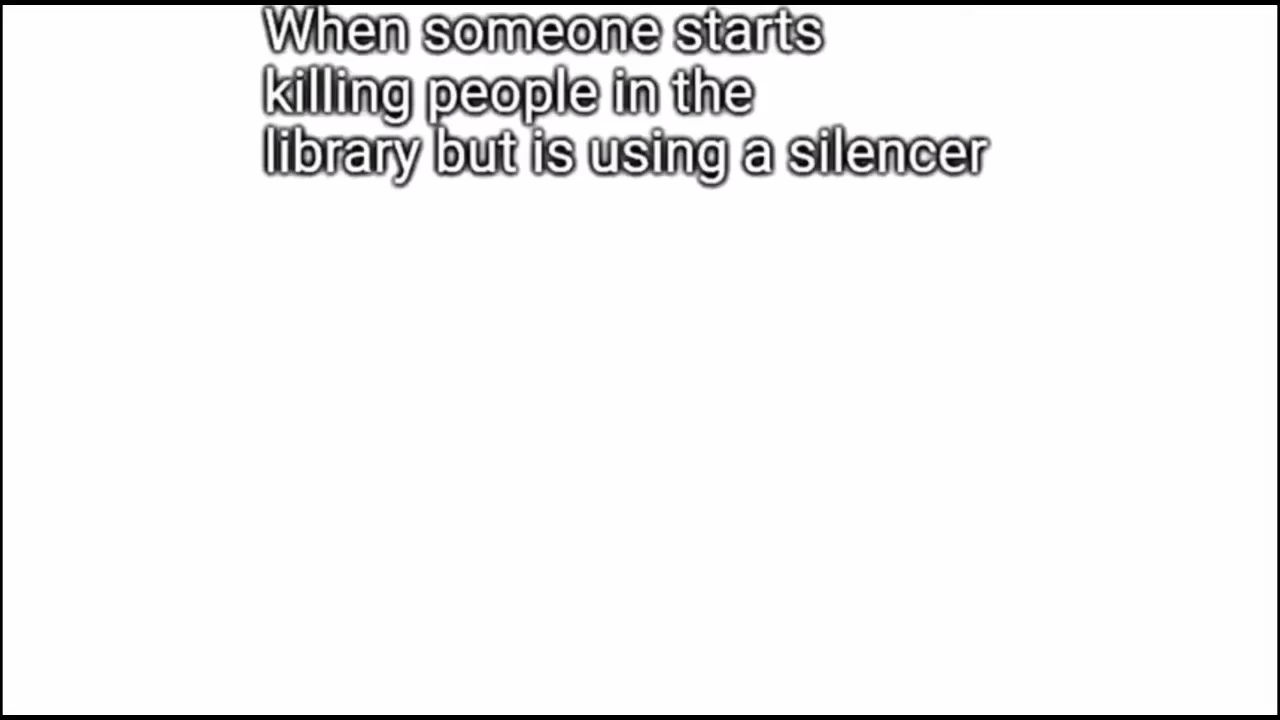 When someone starts
killing people in the
library but is using a silencer